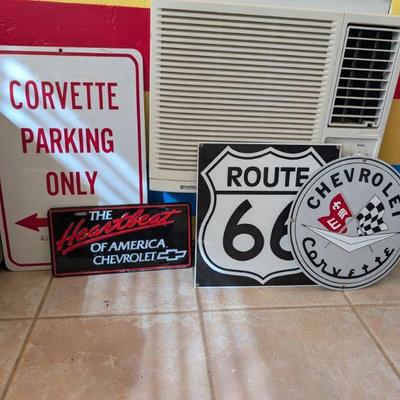 CORVETTE
PARKING
ONLY
THE
Heartbeat
OF AMERICA
CHEVROLET
ROUTE
66
CHEVROLET
Corvette